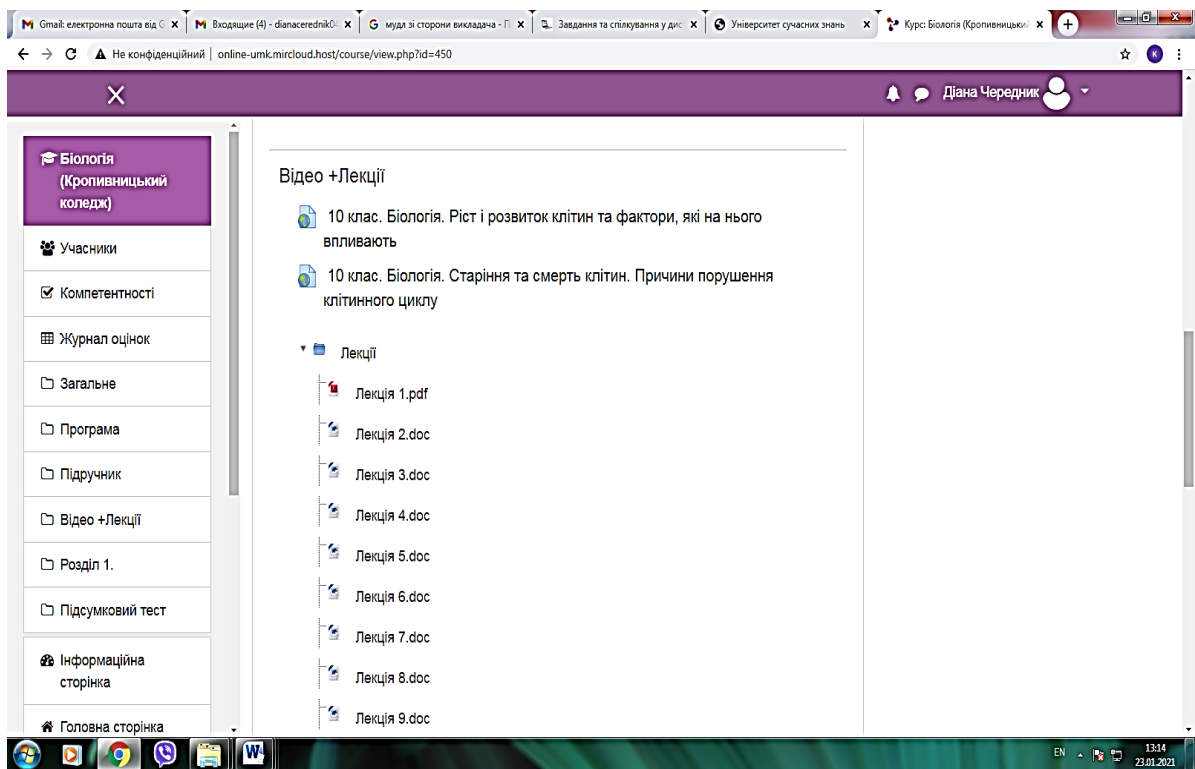 Gmail: електронна пошта від G
Входящие (4) - dianacerednik0
мудл зі сторони викладача - П
Завдання та спілкування у дис
Університет сучасних знань
Курс: Біологія (Кропивницький
Не конфіденційний | online-umk.mircloud.host/course/view.php?id=450
K
Діана Чередник
Біологія
(Кропивницький
коледж)
Учасники
Компетентності
Журнал оцінок
Загальне
Програма
Підручник
Відео +Лекції
Розділ 1.
Підсумковий тест
Інформаційна
сторінка
Головна сторінка
Відео +Лекції
10 клас. Біологія. Ріст і розвиток клітин та фактори, які на нього
впливають
10 клас. Біологія. Старіння та смерть клітин. Причини порушення
клітинного циклу
Лекції
Лекція 1.pdf
Лекція 2.doc
Лекція 3.doc
Лекція 4.doc
Лекція 5.doc
Лекція 6.doc
Лекція 7.doc
Лекція 8.doc
Лекція 9.doc
EN
13:14
23.01.2021